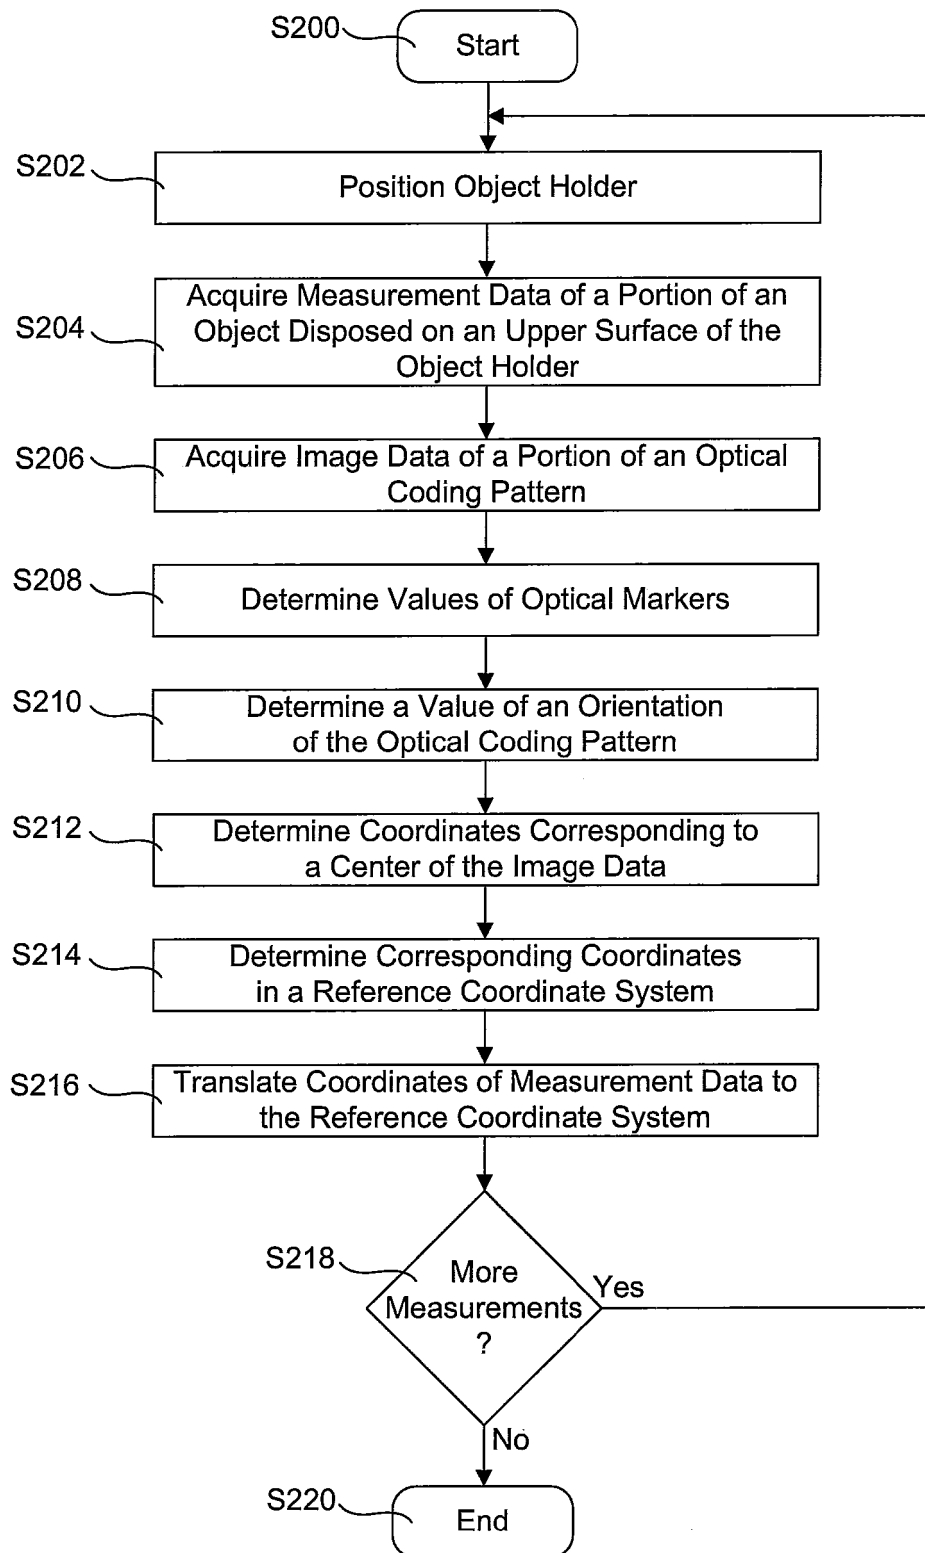 S200
Start
S202
Position Object Holder
S204
Acquire Measurement Data of a Portion of an
Object Disposed on an Upper Surface of the
Object Holder
S206
Acquire Image Data of a Portion of an Optical
Coding Pattern
S208
Determine Values of Optical Markers
S210
Determine a Value of an Orientation
of the Optical Coding Pattern
S212
Determine Coordinates Corresponding to
a Center of the Image Data
S214
Determine Corresponding Coordinates
in a Reference Coordinate System
S216
Translate Coordinates of Measurement Data to
the Reference Coordinate System
S218
More
Measurements
?
Yes
No
S220
End